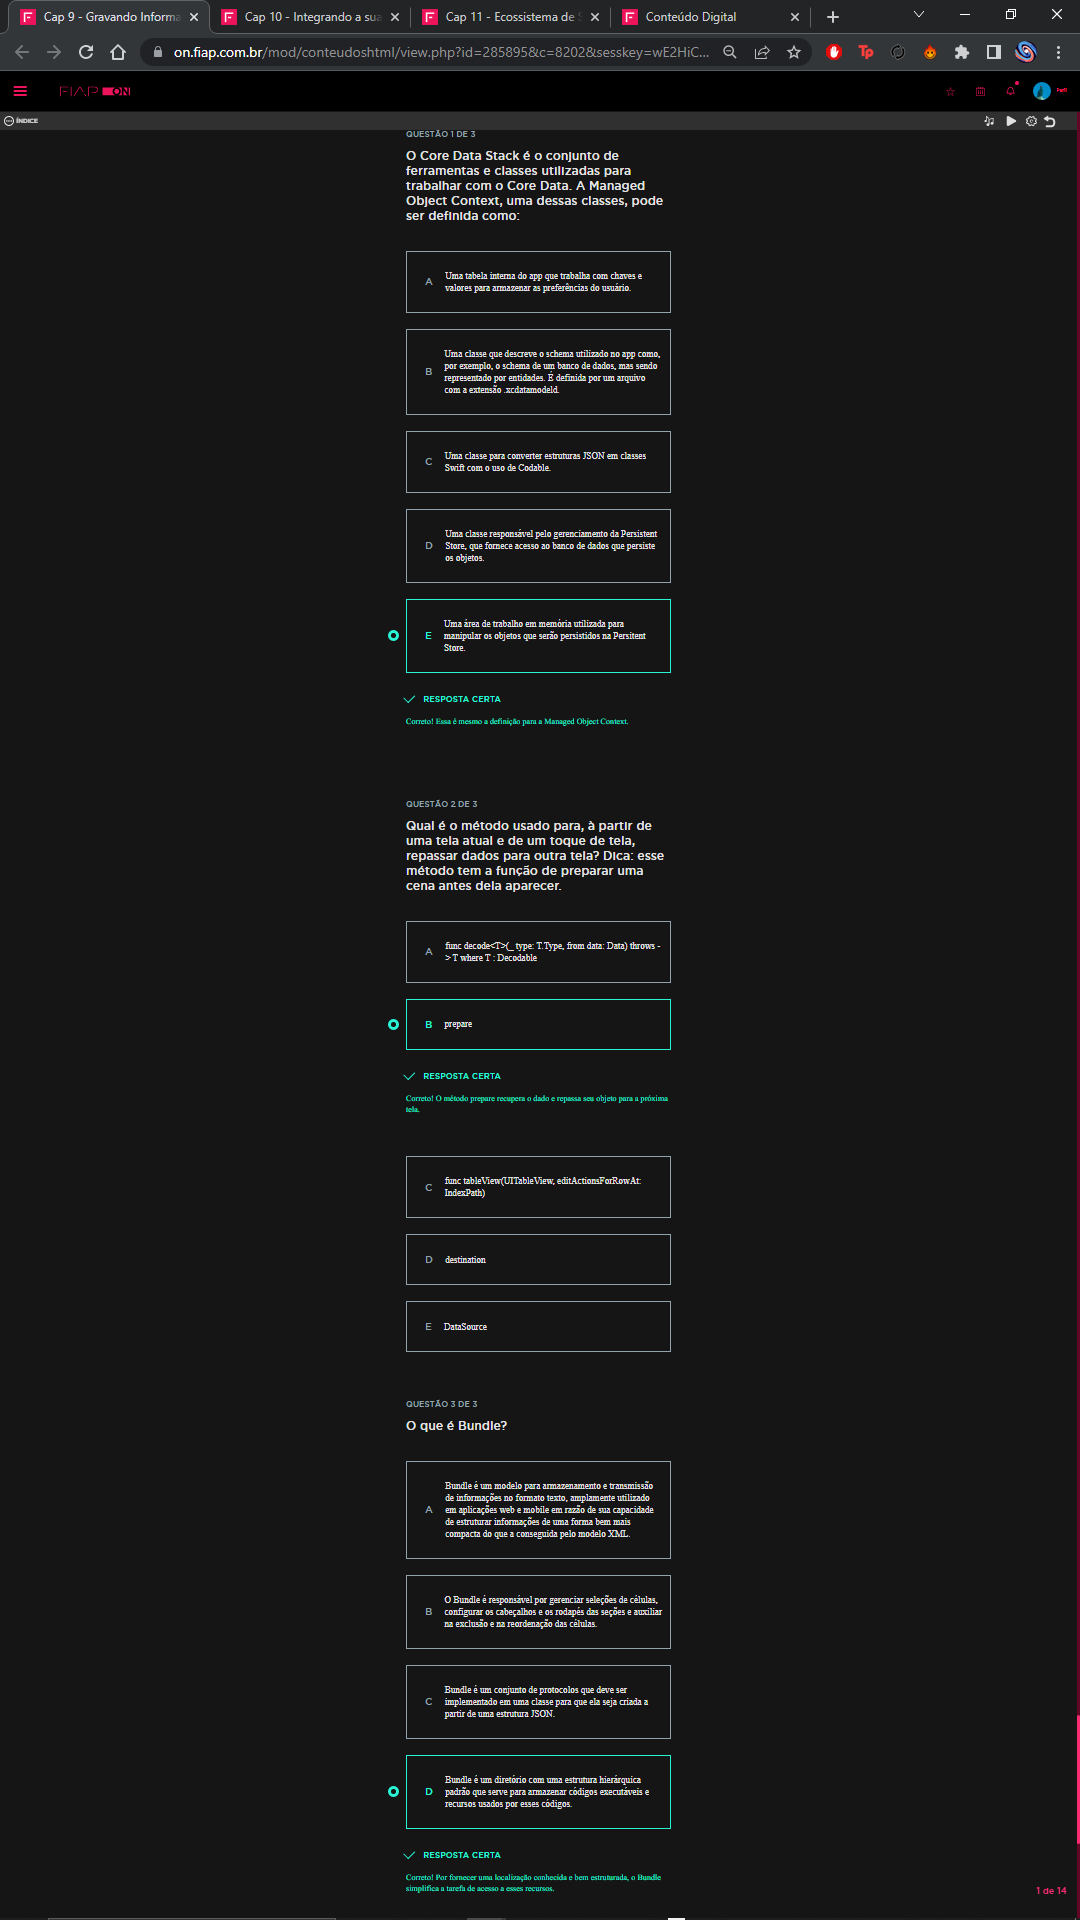 Cap 9 - Gravando Informa
Cap 10 - Integrando a sua
Cap 11 - Ecossistema de S
Conteúdo Digital
on.fiap.com.br/mod/conteudoshtml/view.php?id=285895&c=8202&sesskey=wE2HiC...
FIAP ON
ÍNDICE
QUESTÃO 1 DE 3
O Core Data Stack é o conjunto de
ferramentas e classes utilizadas para
trabalhar com o Core Data. A Managed
Object Context, uma dessas classes, pode
ser definida como:
A
Uma tabela interna do app que trabalha com chaves e
valores para armazenar as preferências do usuário.
B
Uma classe que descreve o schema utilizado no app como,
por exemplo, o schema de um banco de dados, mas sendo
representado por entidades. É definida por um arquivo
com a extensão .xcdatamodeld.
C
Uma classe para converter estruturas JSON em classes
Swift com o uso de Codable.
D
Uma classe responsável pelo gerenciamento da Persistent
Store, que fornece acesso ao banco de dados que persiste
os objetos.
E
Uma área de trabalho em memória utilizada para
manipular os objetos que serão persistidos na Persitent
Store.
RESPOSTA CERTA
Correto! Essa é mesmo a definição para a Managed Object Context.
QUESTÃO 2 DE 3
Qual é o método usado para, à partir de
uma tela atual e de um toque de tela,
repassar dados para outra tela? Dica: esse
método tem a função de preparar uma
cena antes dela aparecer.
A
func decode<T>(_ type: T.Type, from data: Data) throws -
> T where T : Decodable
B
prepare
RESPOSTA CERTA
Correto! O método prepare recupera o dado e repassa seu objeto para a próxima
tela.
C
func tableView(UITableView, editActionsForRowAt:
IndexPath)
D
destination
E
DataSource
QUESTÃO 3 DE 3
O que é Bundle?
A
Bundle é um modelo para armazenamento e transmissão
de informações no formato texto, amplamente utilizado
em aplicações web e mobile em razão de sua capacidade
de estruturar informações de uma forma bem mais
compacta do que a conseguida pelo modelo XML.
B
O Bundle é responsável por gerenciar seleções de células,
configurar os cabeçalhos e os rodapés das seções e auxiliar
na exclusão e na reordenação das células.
C
Bundle é um conjunto de protocolos que deve ser
implementado em uma classe para que ela seja criada a
partir de uma estrutura JSON.
D
Bundle é um diretório com uma estrutura hierárquica
padrão que serve para armazenar códigos executáveis e
recursos usados por esses códigos.
RESPOSTA CERTA
Correto! Por fornecer uma localização conhecida e bem estruturada, o Bundle
simplifica a tarefa de acesso a esses recursos.
1 de 14